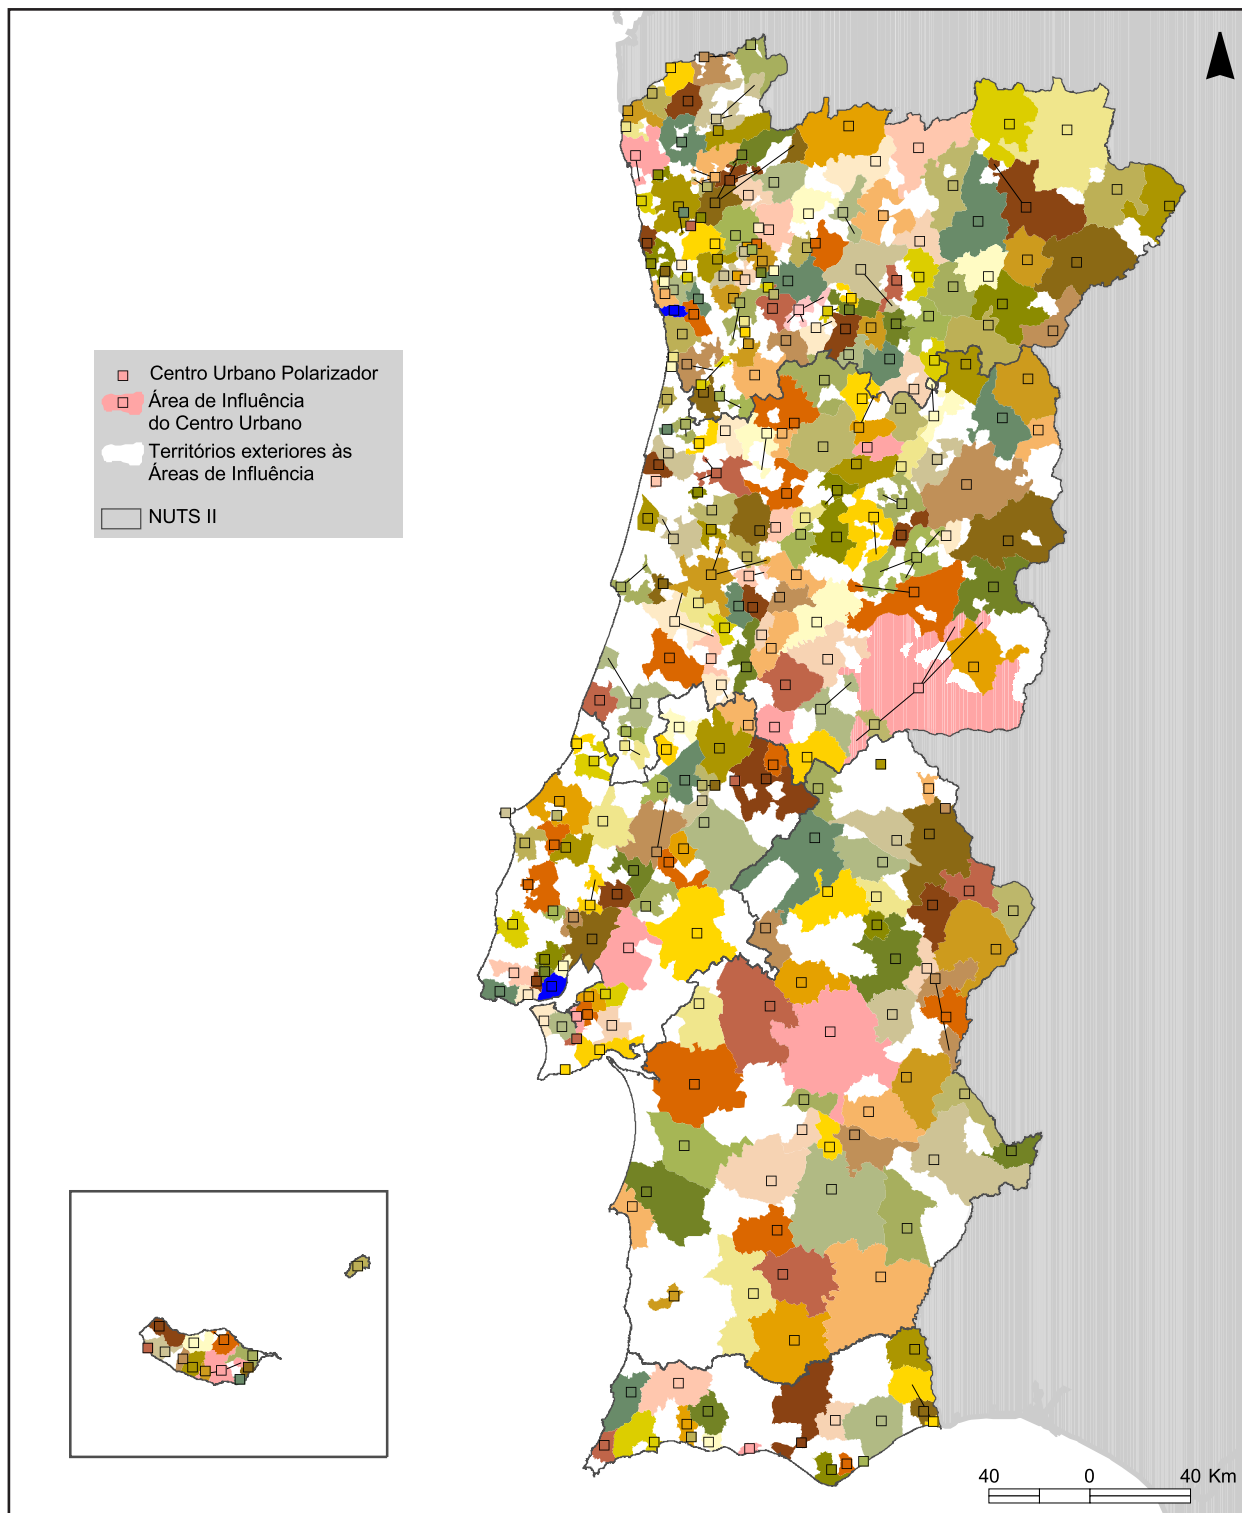 Centro Urbano Polarizador
Área de Influência
do Centro Urbano
Territórios exteriores às
Áreas de Influência
NUTS II
40 0 40 Km